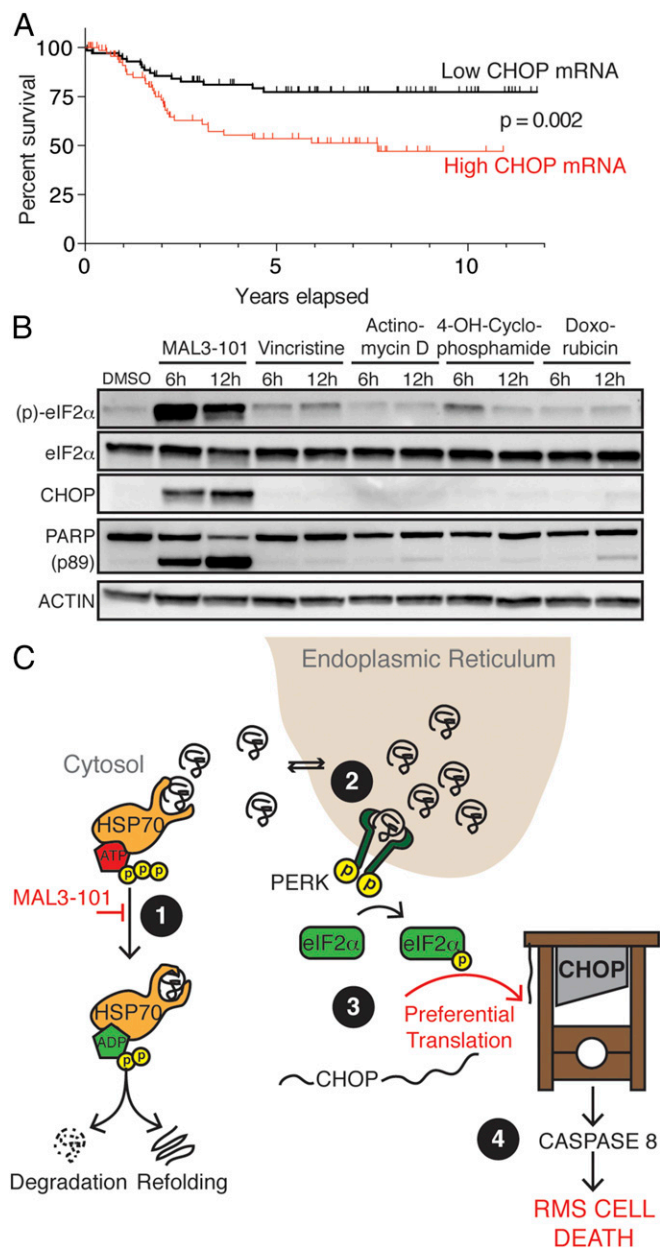 A
100
75
50
25
0
Percent survival
Low CHOP mRNA
p = 0.002
High CHOP mRNA
0
5
10
Years elapsed
B
DMSO
MAL3-101
Vincristine
Actino-
mycin D
4-OH-Cyclo-
phosphamide
Doxo-
rubicin
6h 12h 6h 12h 6h 12h 6h 12h 6h 12h
(p)-eIF2α
eIF2α
CHOP
PARP
(p89)
ACTIN
C
Endoplasmic Reticulum
Cytosol
HSP70
ATP
P P P
2
PERK
P P
MAL3-101
1
eIF2α
eIF2α
P
3
Preferential
Translation
CHOP
CHOP
HSP70
ADP
P P
Degradation Refolding
4
CASPASE 8
RMS CELL
DEATH